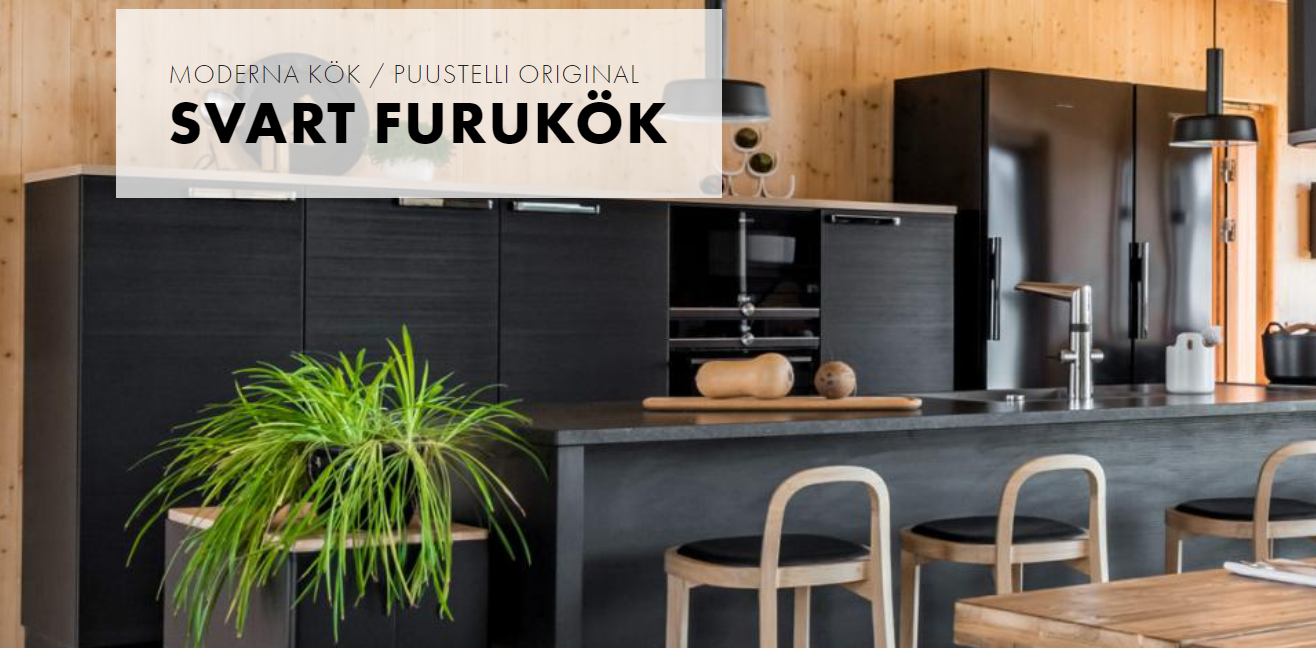 MODERNA KÖK / PUUSTELLI ORIGINAL
SVART FURUKÖK